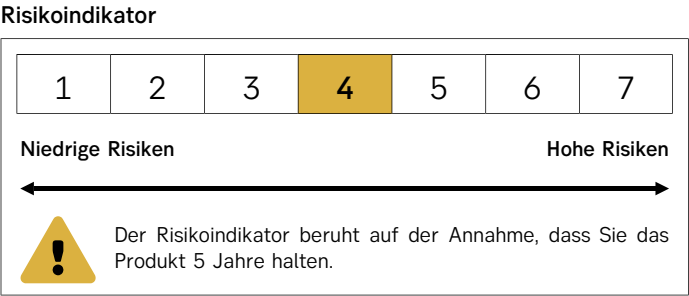 Risikoindikator
1 2 3 4 5 6 7
Niedrige Risiken Hohe Risiken
Der Risikoindikator beruht auf der Annahme, dass Sie das
Produkt 5 Jahre halten.